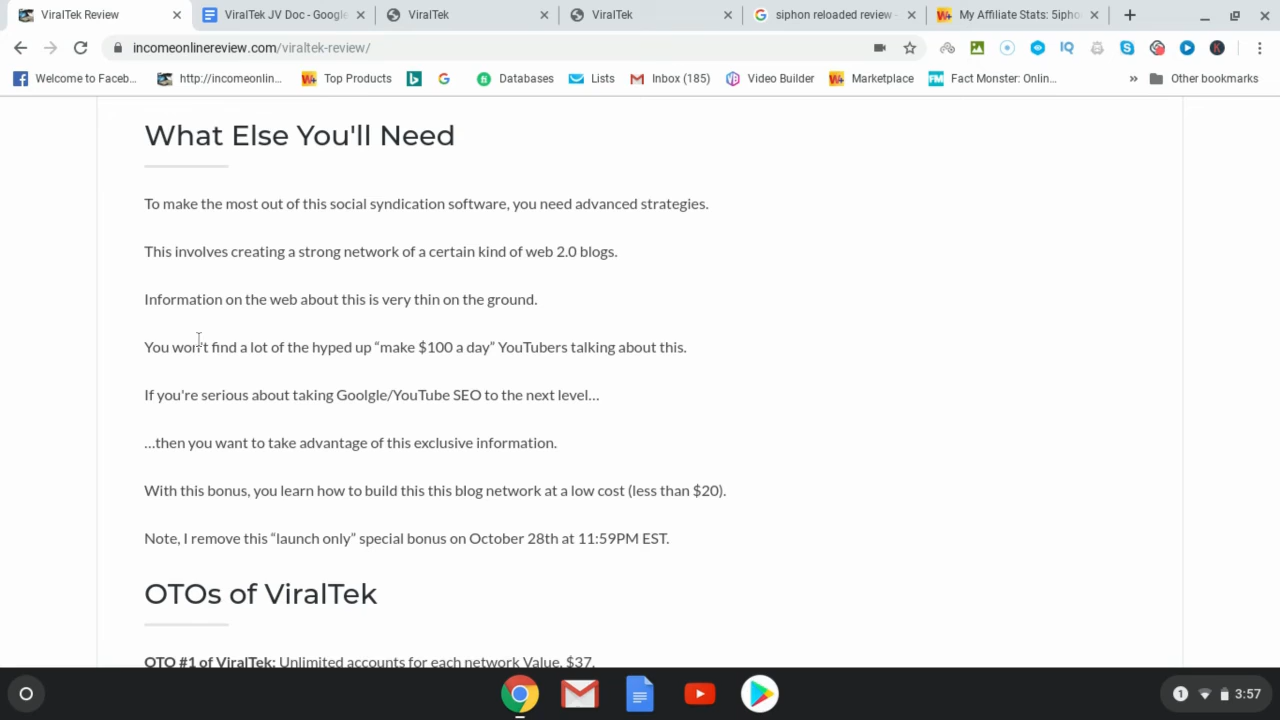 ViralTek Review
ViralTek JV Doc - Google
ViralTek
ViralTek
siphon reloaded review -
My Affiliate Stats: 5ipho
incomeonlinereview.com/viraltek-review/
Welcome to Faceb...
http://incomeonlin...
Top Products
Databases
Lists
Inbox (185)
Video Builder
Marketplace
Fact Monster: Onlin...
»
Other bookmarks
What Else You'll Need
To make the most out of this social syndication software, you need advanced strategies.
This involves creating a strong network of a certain kind of web 2.0 blogs.
Information on the web about this is very thin on the ground.
You won't find a lot of the hyped up “make $100 a day” YouTubers talking about this.
If you're serious about taking Goolgle/YouTube SEO to the next level...
...then you want to take advantage of this exclusive information.
With this bonus, you learn how to build this this blog network at a low cost (less than $20).
Note, I remove this “launch only” special bonus on October 28th at 11:59PM EST.
OTOs of ViralTek
OTO #1 of ViralTek: Unlimited accounts for each network Value, $37.
1
3:57